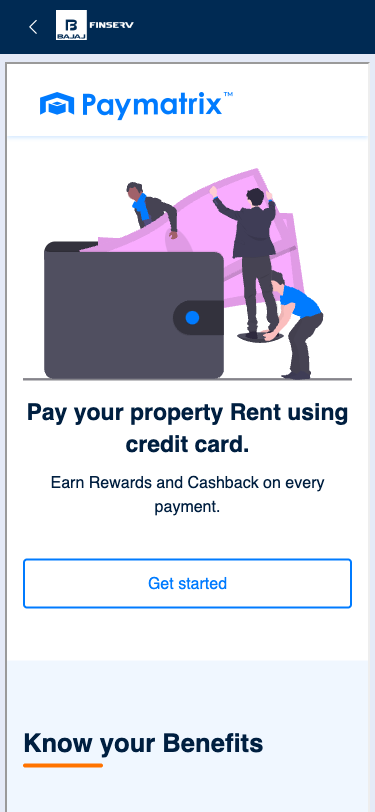 BAJAJ
FINSERV
Paymatrix™
Pay your property Rent using
credit card.
Earn Rewards and Cashback on every
payment.
Get started
Know your Benefits